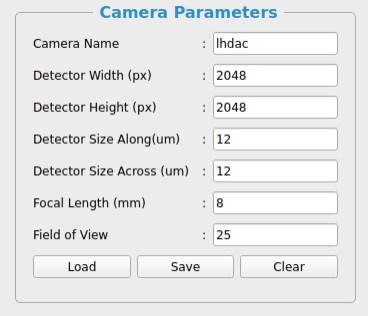 Camera Parameters
Camera Name : lhdac
Detector Width (px) : 2048
Detector Height (px) : 2048
Detector Size Along(um) : 12
Detector Size Across (um) : 12
Focal Length (mm) : 8
Field of View : 25
Load Save Clear